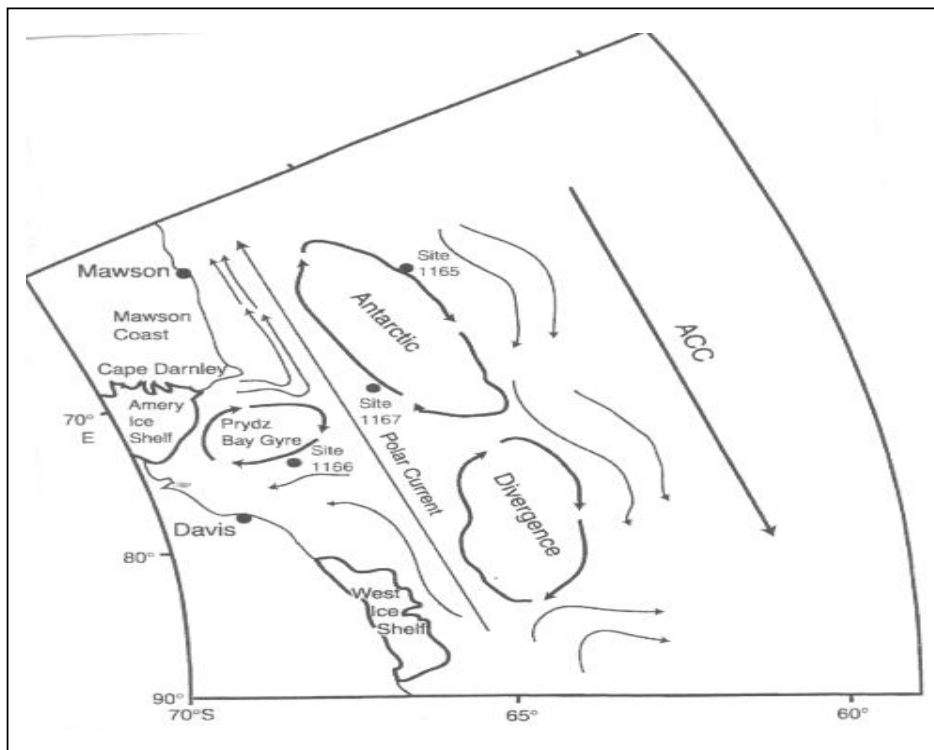 Mawson
Mawson
Coast
Cape Darnley
Amery
Ice
Shelf
70°
E
Prydz
Bay Gyre
Site
1166
Site
1165
Antarctic
Site
1167
Polar Current
ACC
Divergence
Davis
80°
West
Ice
Shelf
90°
70°S
65°
60°